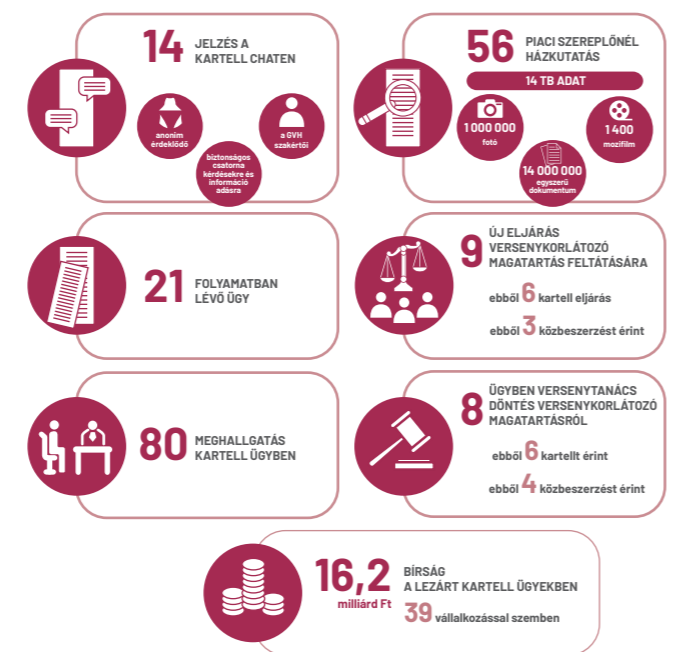 14 JELZÉS A
KARTELL CHATEN
anonim
érdeklődő
biztonságos
csatorna
kérdésekre és
információ
adásra
a GVH
szakértői
56 PIACI SZEREPLŐNÉL
HÁZKUTATÁS
14 TB ADAT
1 000 000
fotó
14 000 000
egyszerű
dokumentum
1 400
mozifilm
21 FOLYAMATBAN
LÉVŐ ÜGY
9 ÚJ ELJÁRÁS
VERSENYKORLÁTOZÓ
MAGATARTÁS FELTÁTÁSÁRA
ebből 6 kartell eljárás
ebből 3 közbeszerzést érint
80 MEGHALLGATÁS
KARTELL ÜGYBEN
8 ÜGYBEN VERSENYTANÁCS
DÖNTÉS VERSENYKORLÁTOZÓ
MAGATARTÁSRÓL
ebből 6 kartellt érint
ebből 4 közbeszerzést érint
16,2 milliárd Ft
BÍRSÁG
A LEZÁRT KARTELL ÜGYEKBEN
39 vállalkozással szemben